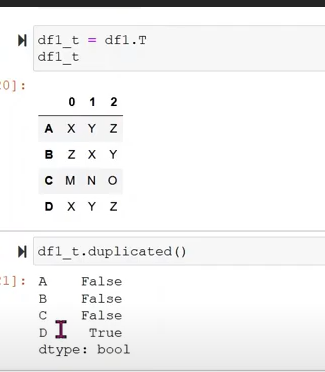 df1_t = df1.T
df1_t
0]:
0 1 2
A X Y Z
B Z X Y
C M N O
D X Y Z
df1_t.duplicated()
1]: A False
B False
C False
D True
dtype: bool